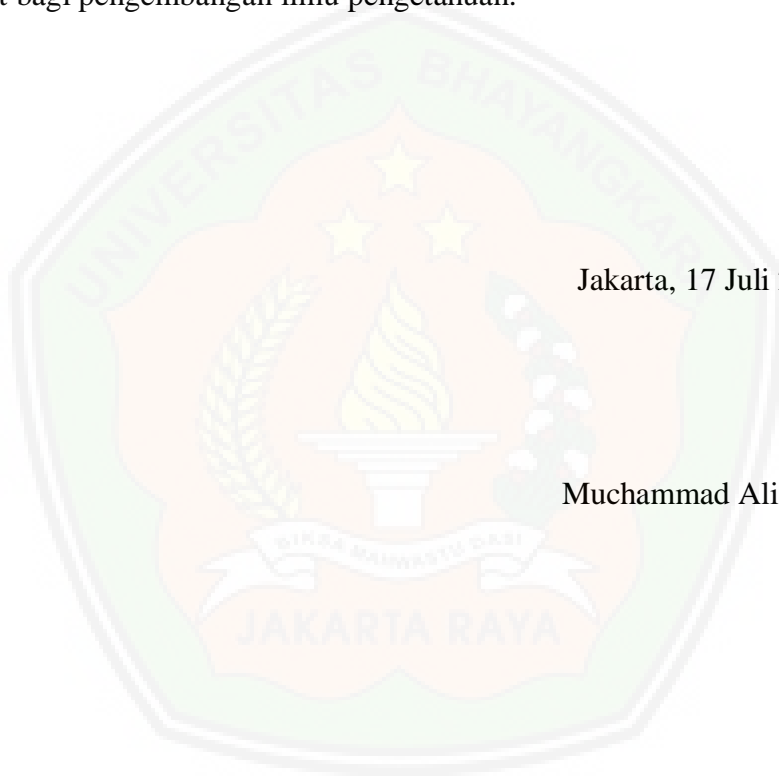 bagi pengembangan ilmu pengetahuan.
UNIVERSITAS BHAYANGKARA
Jakarta, 17 Juli
Muchammad Ali
JAKARTA RAYA